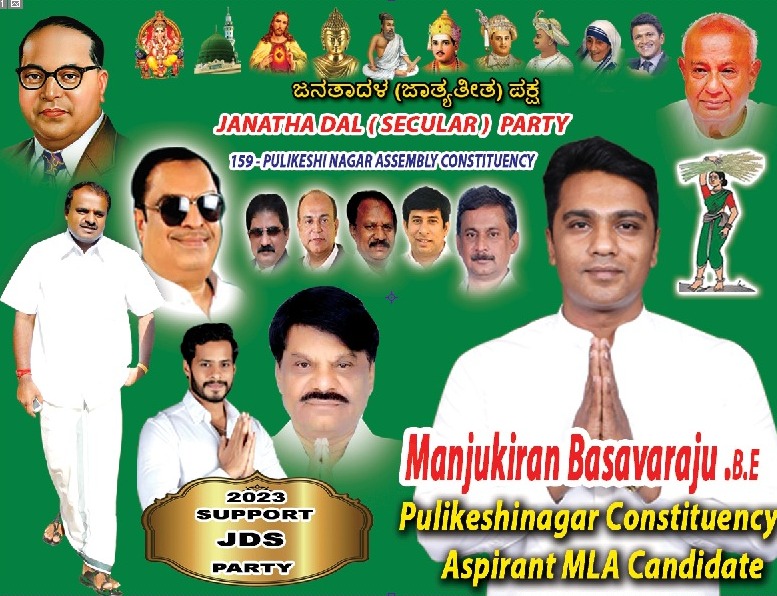 ಜನತಾದಳ (ಜಾತ್ಯತೀತ) ಪಕ್ಷ
JANATHA DAL ( SECULAR ) PARTY
159 - PULIKESHI NAGAR ASSEMBLY CONSTITUENCY
Manjukiran Basavaraju .B.E
Pulikeshinagar Constituency
Aspirant MLA Candidate
2023
SUPPORT
JDS
PARTY